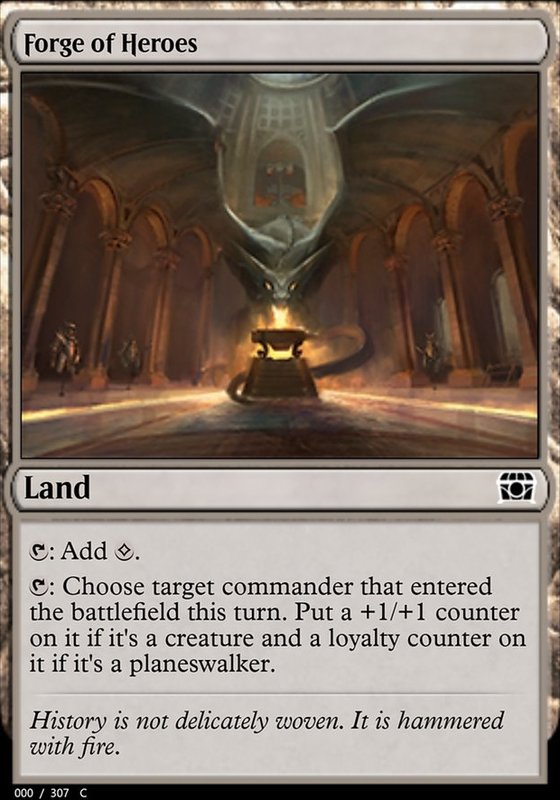 Forge of Heroes
Land
: Add .
: Choose target commander that entered
the battlefield this turn. Put a +1/+1 counter
on it if it's a creature and a loyalty counter on
it if it's a planeswalker.
History is not delicately woven. It is hammered
with fire.
000 / 307 C